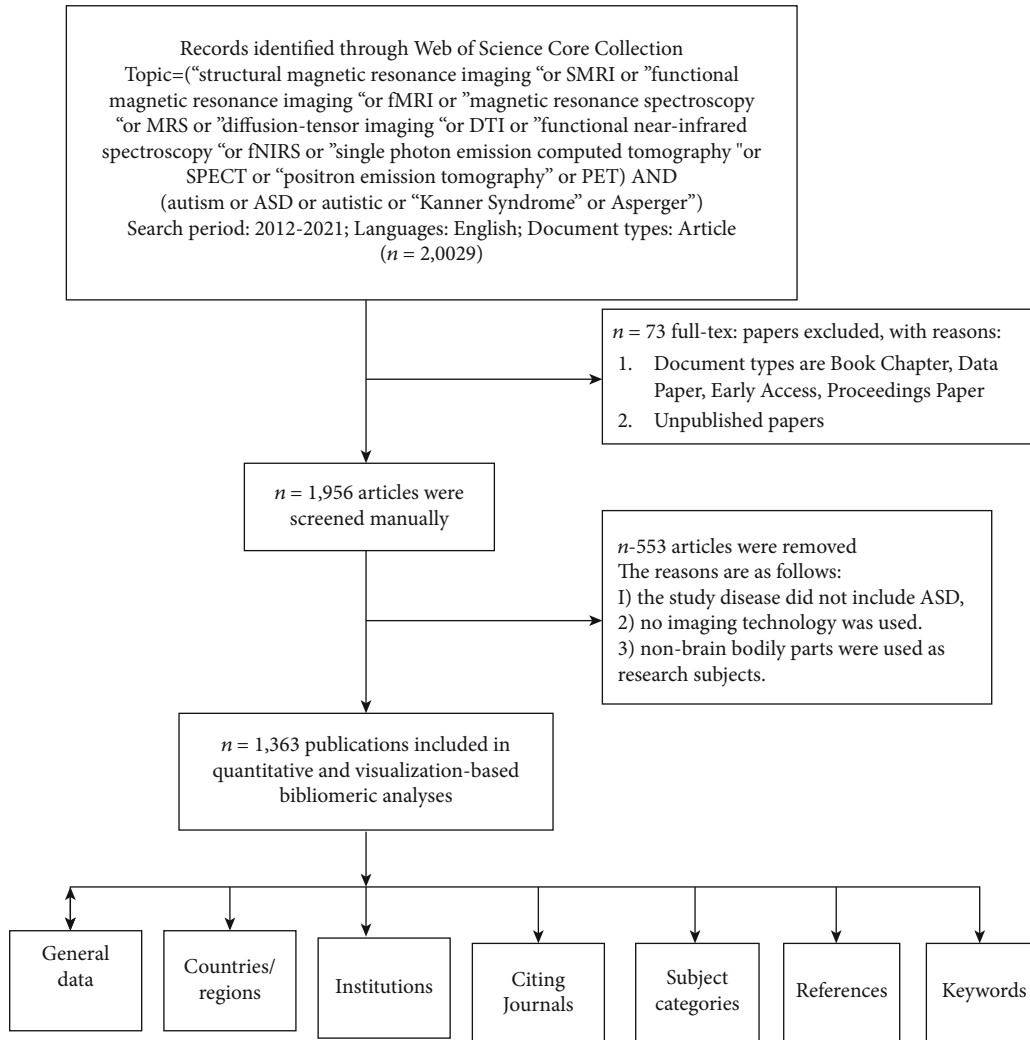 Records identified through Web of Science Core Collection
Topic=(“structural magnetic resonance imaging “or SMRI or ”functional
magnetic resonance imaging “or fMRI or ”magnetic resonance spectroscopy
“or MRS or ”diffusion-tensor imaging “or DTI or ”functional near-infrared
spectroscopy “or fNIRS or ”single photon emission computed tomography "or
SPECT or “positron emission tomography” or PET) AND
(autism or ASD or autistic or “Kanner Syndrome” or Asperger”)
Search period: 2012-2021; Languages: English; Document types: Article
(n = 2,0029)
n = 73 full-tex: papers excluded, with reasons:
1. Document types are Book Chapter, Data
Paper, Early Access, Proceedings Paper
2. Unpublished papers
n = 1,956 articles were
screened manually
n-553 articles were removed
The reasons are as follows:
I) the study disease did not include ASD,
2) no imaging technology was used.
3) non-brain bodily parts were used as
research subjects.
n = 1,363 publications included in
quantitative and visualization-based
bibliomeric analyses
General
data
Countries/
regions
Institutions
Citing
Journals
Subject
categories
References
Keywords